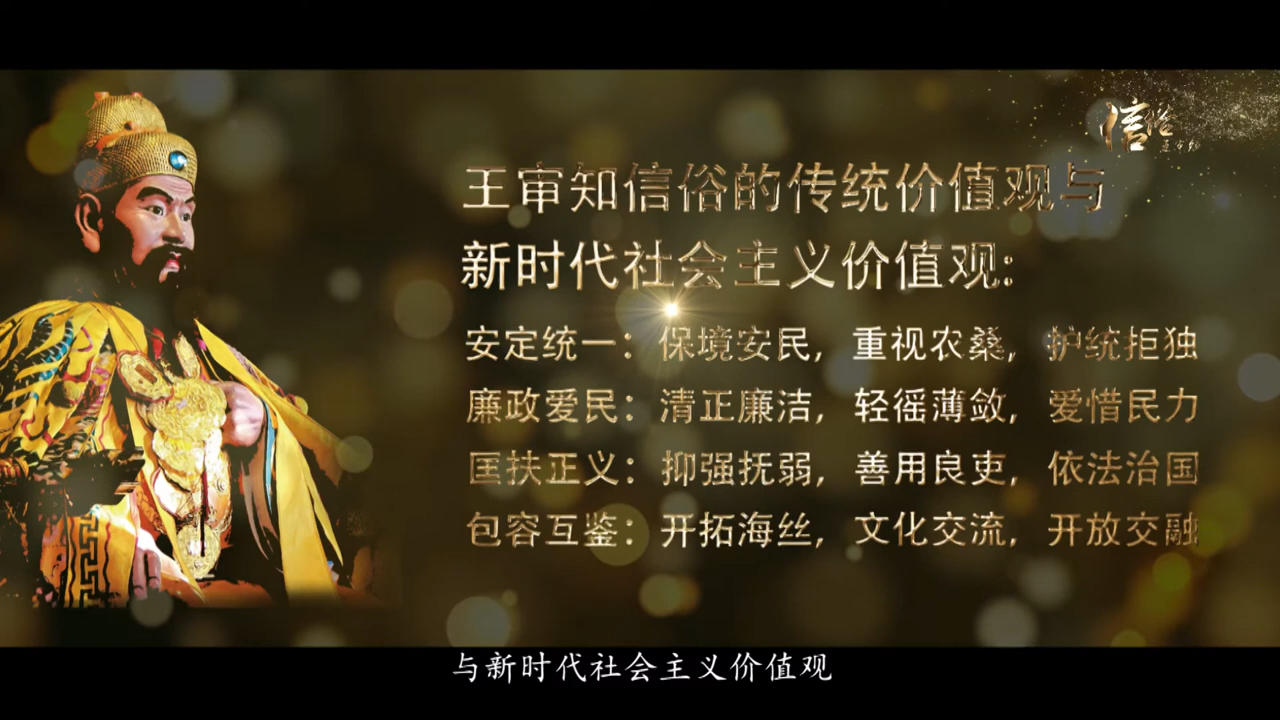 信俗
王审知信俗的传统价值观与
新时代社会主义价值观:
安定统一：保境安民，重视农桑，护统拒独
廉政爱民：清正廉洁，轻徭薄敛，爱惜民力
匡扶正义：抑强抚弱，善用良吏，依法治国
包容互鉴：开拓海丝，文化交流，开放交融
与新时代社会主义价值观